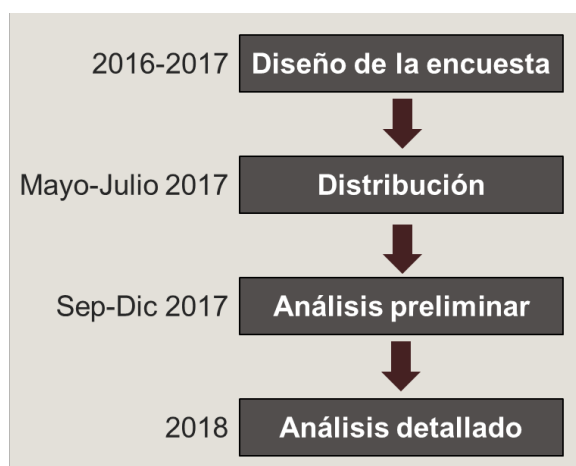 2016-2017 Diseño de la encuesta
Mayo-Julio 2017 Distribución
Sep-Dic 2017 Análisis preliminar
2018 Análisis detallado